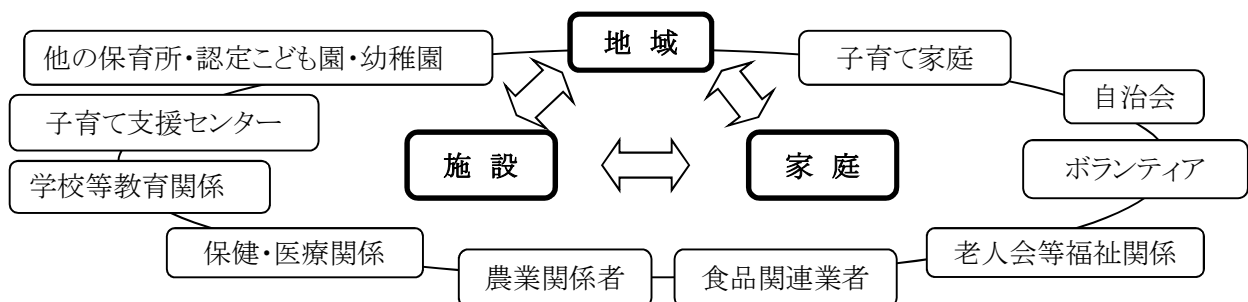 地 域
他の保育所・認定こども園・幼稚園
子育て家庭
自治会
子育て支援センター
施 設
家 庭
ボランティア
学校等教育関係
保健・医療関係
老人会等福祉関係
農業関係者
食品関連業者